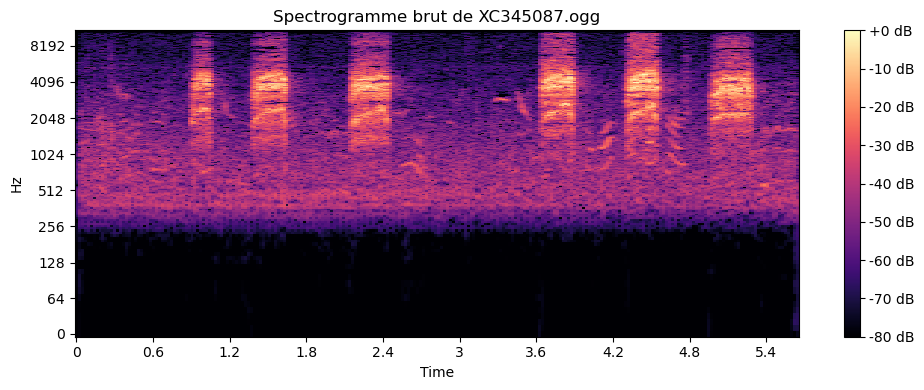 Spectrogramme brut de XC345087.ogg
8192
4096
2048
1024
512
256
128
64
0
Hz
0 0.6 1.2 1.8 2.4 3 3.6 4.2 4.8 5.4
Time
+0 dB
-10 dB
-20 dB
-30 dB
-40 dB
-50 dB
-60 dB
-70 dB
-80 dB